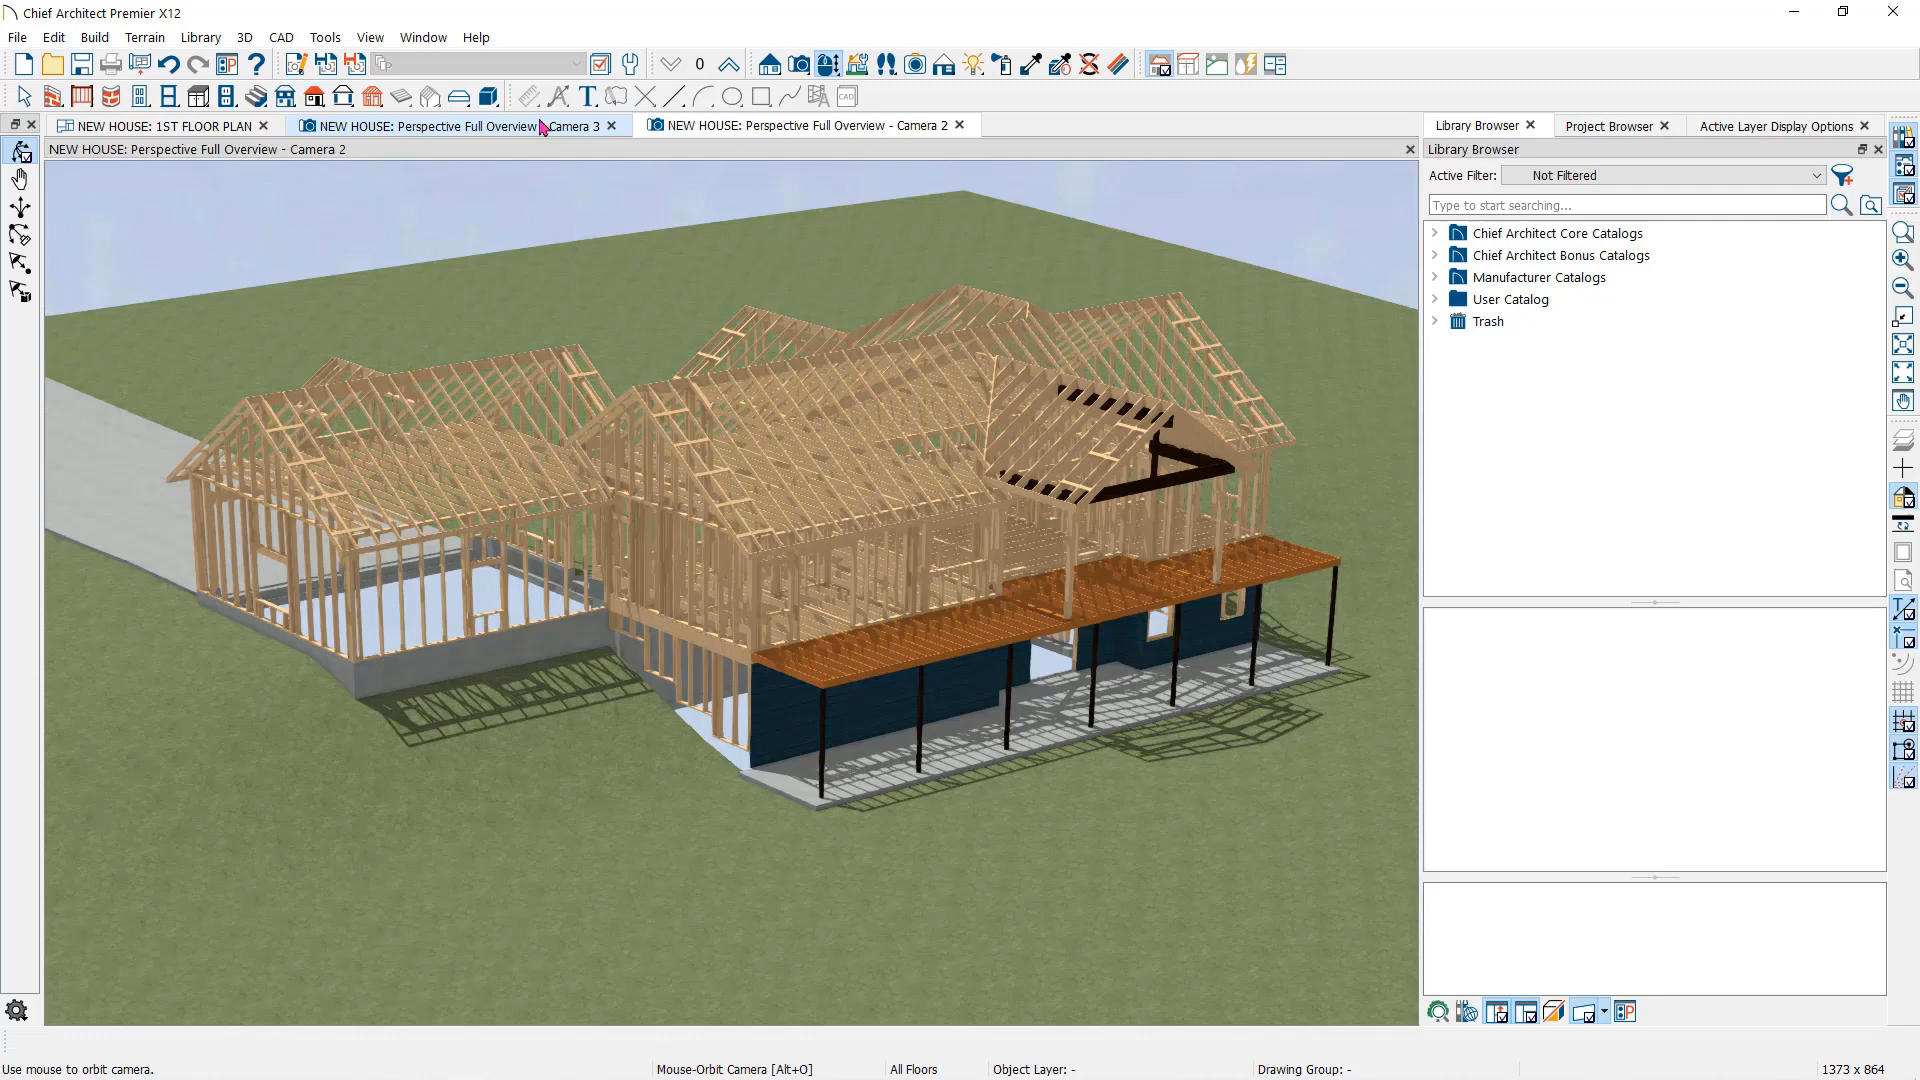 Chief Architect Premier X12
File Edit Build Terrain Library 3D CAD Tools View Window Help
0
CAD
NEW HOUSE: 1ST FLOOR PLAN
NEW HOUSE: Perspective Full Overview - Camera 3
NEW HOUSE: Perspective Full Overview - Camera 2
Library Browser
Project Browser
Active Layer Display Options
NEW HOUSE: Perspective Full Overview - Camera 2
Library Browser
Active Filter: Not Filtered
Type to start searching...
Chief Architect Core Catalogs
Chief Architect Bonus Catalogs
Manufacturer Catalogs
User Catalog
Trash
Use mouse to orbit camera.
Mouse-Orbit Camera [Alt+O]
All Floors
Object Layer: -
Drawing Group: -
1373 x 864